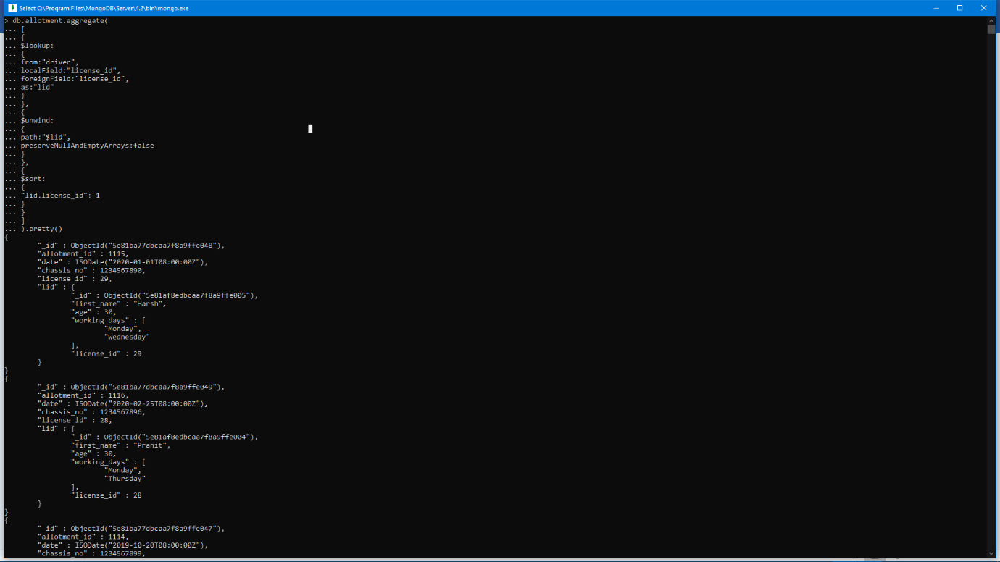 Select C:\Program Files\MongoDB\Server\4.2\bin\mongo.exe
> db.allotment.aggregate(
... [
... {
... $lookup:
... {
... from:"driver",
... localField:"license_id",
... foreignField:"license_id",
... as:"lid"
... }
... },
... {
... $unwind:
... {
... path:"$lid",
... preserveNullAndEmptyArrays:false
... }
... },
... {
... $sort:
... {
... "lid.license_id":-1
... }
... }
... ]
... ).pretty()
{
"_id" : ObjectId("5e81ba77dbcaa7f8a9ffe048"),
"allotment_id" : 1115,
"date" : ISODate("2020-01-01T08:00:00Z"),
"chassis_no" : 1234567890,
"license_id" : 29,
"lid" : {
"_id" : ObjectId("5e81af8edbcaa7f8a9ffe005"),
"first_name" : "Harsh",
"age" : 30,
"working_days" : [
"Monday",
"Wednesday"
],
"license_id" : 29
}
}
{
"_id" : ObjectId("5e81ba77dbcaa7f8a9ffe049"),
"allotment_id" : 1116,
"date" : ISODate("2020-02-25T08:00:00Z"),
"chassis_no" : 1234567896,
"license_id" : 28,
"lid" : {
"_id" : ObjectId("5e81af8edbcaa7f8a9ffe004"),
"first_name" : "Pranit",
"age" : 30,
"working_days" : [
"Monday",
"Thursday"
],
"license_id" : 28
}
}
{
"_id" : ObjectId("5e81ba77dbcaa7f8a9ffe047"),
"allotment_id" : 1114,
"date" : ISODate("2019-10-20T08:00:00Z"),
"chassis_no" : 1234567899,